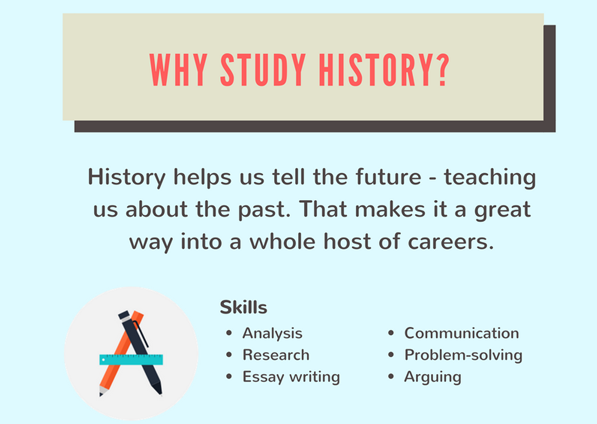 WHY STUDY HISTORY?
History helps us tell the future - teaching
us about the past. That makes it a great
way into a whole host of careers.
Skills
• Analysis
• Research
• Essay writing
• Communication
• Problem-solving
• Arguing